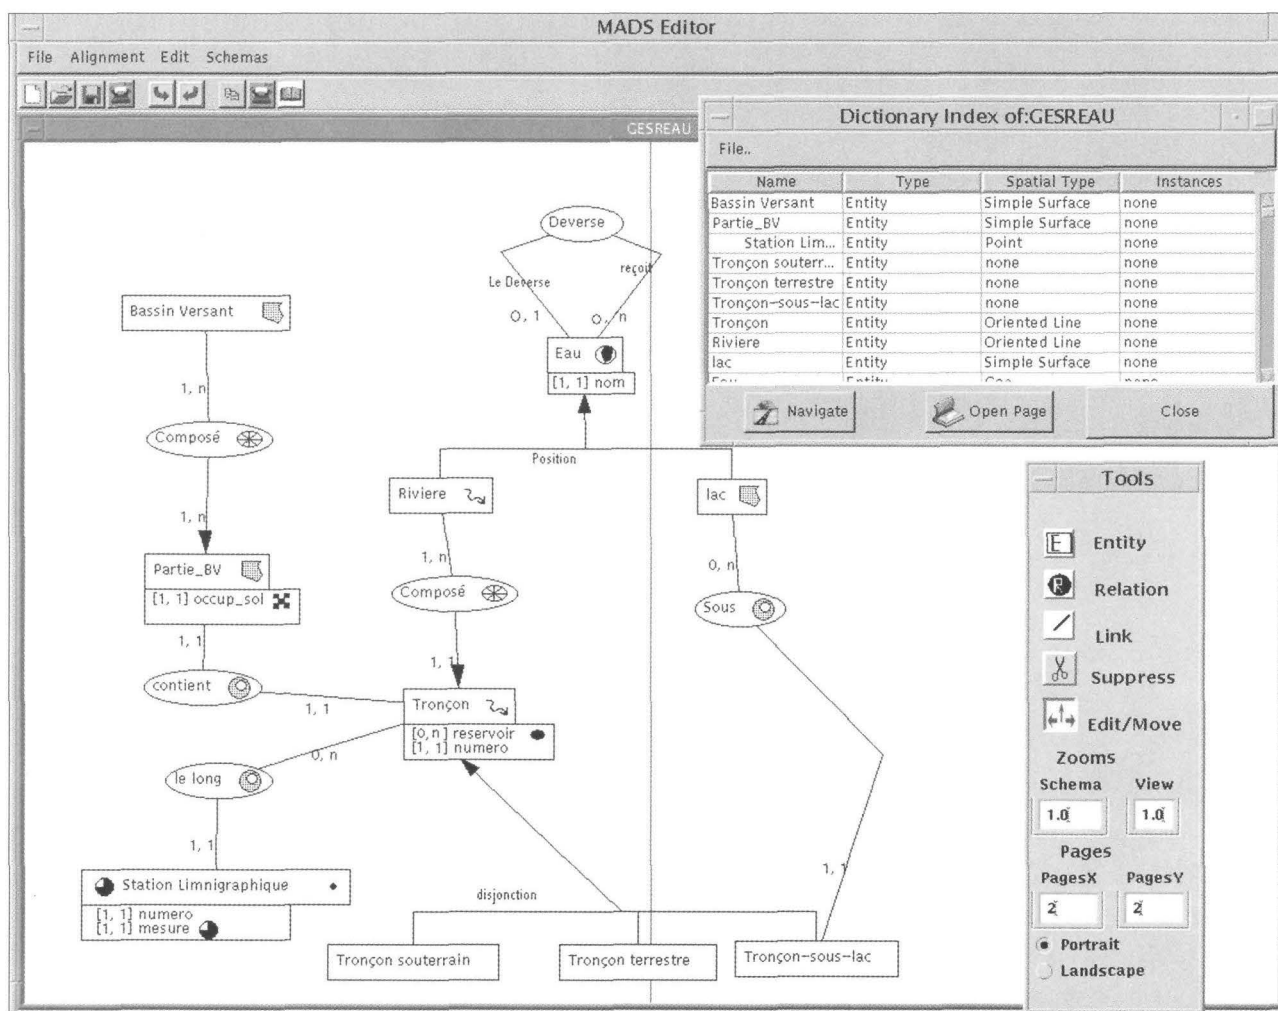 MADS Editor
File Alignment Edit Schemas
GESREAU
Dictionary Index of:GESREAU
File..
Name Type Spatial Type Instances
Bassin Versant Entity Simple Surface none
Partie_BV Entity Simple Surface none
Station Lim... Entity Point none
Tronçon souterr... Entity none none
Tronçon terrestre Entity none none
Tronçon-sous-lac Entity none none
Tronçon Entity Oriented Line none
Riviere Entity Oriented Line none
lac Entity Simple Surface none
Eau Entity Geo none
Navigate Open Page Close
Deverse
Le Deverse
reçoit
0, 1
0, n
Bassin Versant
Eau
[1, 1] nom
1, n
Composé
Position
Riviere
lac
1, n
1, n
0, n
Partie_BV
[1, 1] occup_sol
Composé
Sous
1, 1
1, 1
contient
1, 1
Tronçon
[0,n] reservoir
[1, 1] numero
0, n
le long
1, 1
1, 1
Station Limnigraphique
[1, 1] numero
[1, 1] mesure
disjonction
Tronçon souterrain
Tronçon terrestre
Tronçon-sous-lac
Tools
E Entity
R Relation
Link
Suppress
Edit/Move
Zooms
Schema View
1.0 1.0
Pages
PagesX PagesY
2 2
Portrait
Landscape